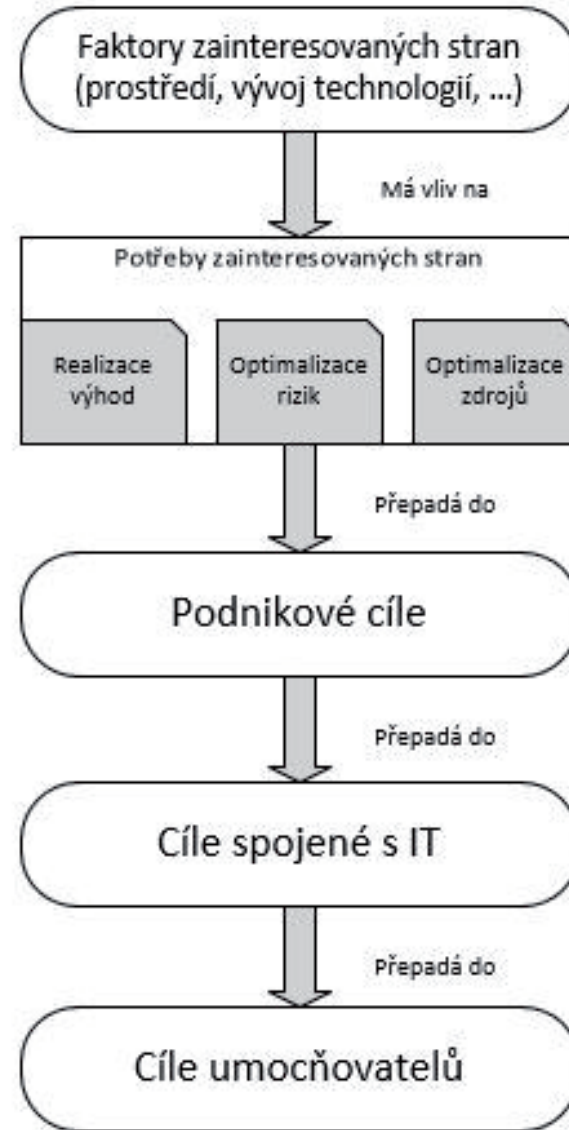 Faktory zainteresovaných stran
(prostředí, vývoj technologií, ...)
Má vliv na
Potřeby zainteresovaných stran
Realizace
výhod
Optimalizace
rizik
Optimalizace
zdrojů
Přepadá do
Podnikové cíle
Přepadá do
Cíle spojené s IT
Přepadá do
Cíle umocňovatelů